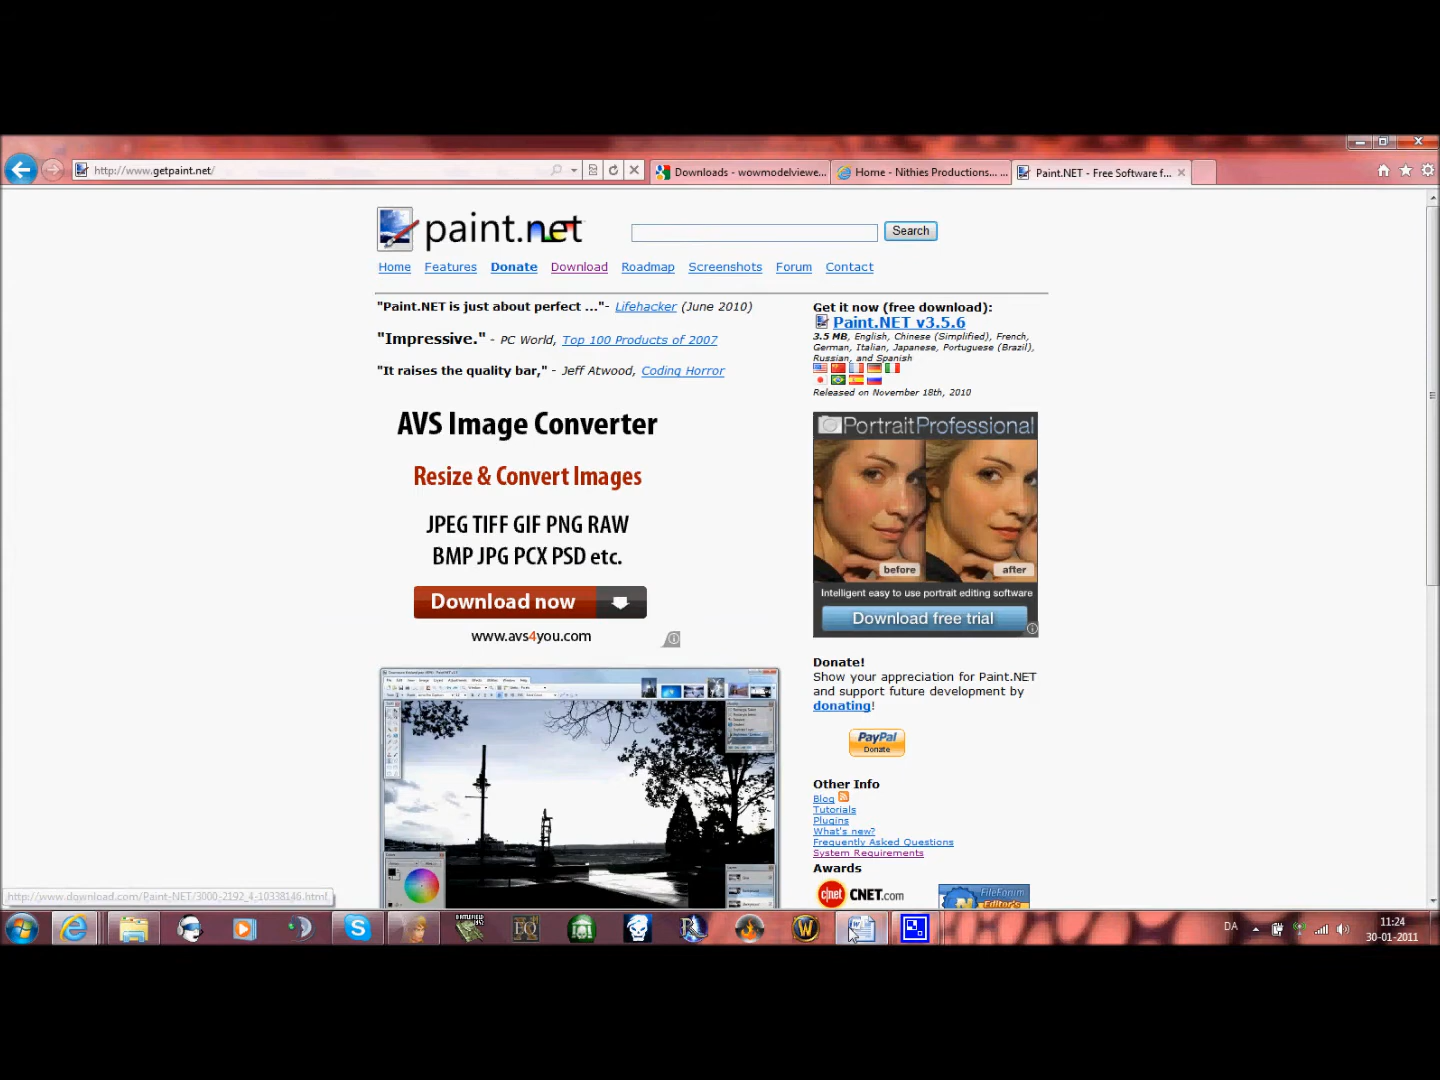 http://www.getpaint.net/
Downloads - wowmodelviewe...
Home - Nithies Productions... ...
Paint.NET - Free Software f...
paint.net
Search
Home Features Donate Download Roadmap Screenshots Forum Contact
"Paint.NET is just about perfect ..."- Lifehacker (June 2010)
"Impressive." - PC World, Top 100 Products of 2007
"It raises the quality bar," - Jeff Atwood, Coding Horror
AVS Image Converter
Resize & Convert Images
JPEG TIFF GIF PNG RAW
BMP JPG PCX PSD etc.
Download now
www.avs4you.com
Get it now (free download):
Paint.NET v3.5.6
3.5 MB, English, Chinese (Simplified), French,
German, Italian, Japanese, Portuguese (Brazil),
Russian, and Spanish
Released on November 18th, 2010
PortraitProfessional
before
after
Intelligent easy to use portrait editing software
Download free trial
Donate!
Show your appreciation for Paint.NET
and support future development by
donating!
PayPal
Donate
Other Info
Blog
Tutorials
Plugins
What's new?
Frequently Asked Questions
System Requirements
Awards
c|net CNET.com
FileForum
Editor's
http://www.download.com/Paint-NET/3000-2192_4-10338146.html
EQ
DA
11:24
30-01-2011